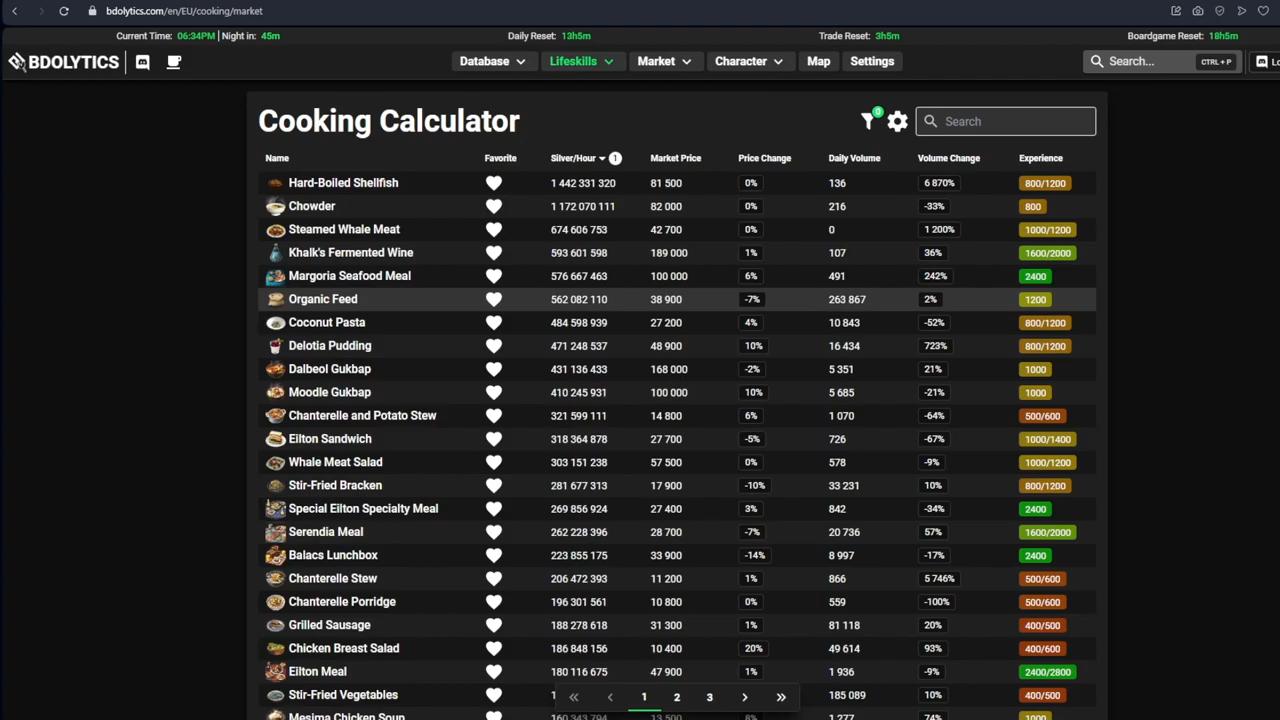 bdolytics.com/en/EU/cooking/market
Current Time: 06:34PM | Night in: 45m Daily Reset: 13h5m Trade Reset: 3h5m Boardgame Reset: 18h5m
BDOLYTICS Database Lifeskills Market Character Map Settings Search... CTRL + P Lo
Cooking Calculator 0 Search
Name Favorite Silver/Hour 1 Market Price Price Change Daily Volume Volume Change Experience
Hard-Boiled Shellfish 1 442 331 320 81 500 0% 136 6 870% 800/1200
Chowder 1 172 070 111 82 000 0% 216 -33% 800
Steamed Whale Meat 674 606 753 42 700 0% 0 1 200% 1000/1200
Khalk's Fermented Wine 593 601 598 189 000 1% 107 36% 1600/2000
Margoria Seafood Meal 576 667 463 100 000 6% 491 242% 2400
Organic Feed 562 082 110 38 900 -7% 263 867 2% 1200
Coconut Pasta 484 598 939 27 200 4% 10 843 -52% 800/1200
Delotia Pudding 471 248 537 48 900 10% 16 434 723% 800/1200
Dalbeol Gukbap 431 136 433 168 000 -2% 5 351 21% 1000
Moodle Gukbap 410 245 931 100 000 10% 5 685 -21% 1000
Chanterelle and Potato Stew 321 599 111 14 800 6% 1 070 -64% 500/600
Eilton Sandwich 318 364 878 27 700 -5% 726 -67% 1000/1400
Whale Meat Salad 303 151 238 57 500 0% 578 -9% 1000/1200
Stir-Fried Bracken 281 677 313 17 900 -10% 33 231 10% 800/1200
Special Eilton Specialty Meal 269 856 924 27 400 3% 842 -34% 2400
Serendia Meal 262 228 396 28 700 -7% 20 736 57% 1600/2000
Balacs Lunchbox 223 855 175 33 900 -14% 8 997 -17% 2400
Chanterelle Stew 206 472 393 11 200 1% 866 5 746% 500/600
Chanterelle Porridge 196 301 561 10 800 0% 559 -100% 500/600
Grilled Sausage 188 278 618 31 300 1% 81 118 20% 400/500
Chicken Breast Salad 186 848 156 10 400 20% 49 614 93% 400/600
Eilton Meal 180 116 675 47 900 1% 1 936 -9% 2400/2800
Stir-Fried Vegetables 1 2 3 185 089 10% 400/500
Mesima Chicken Soup 160 343 794 13 500 8% 1 277 74% 1000